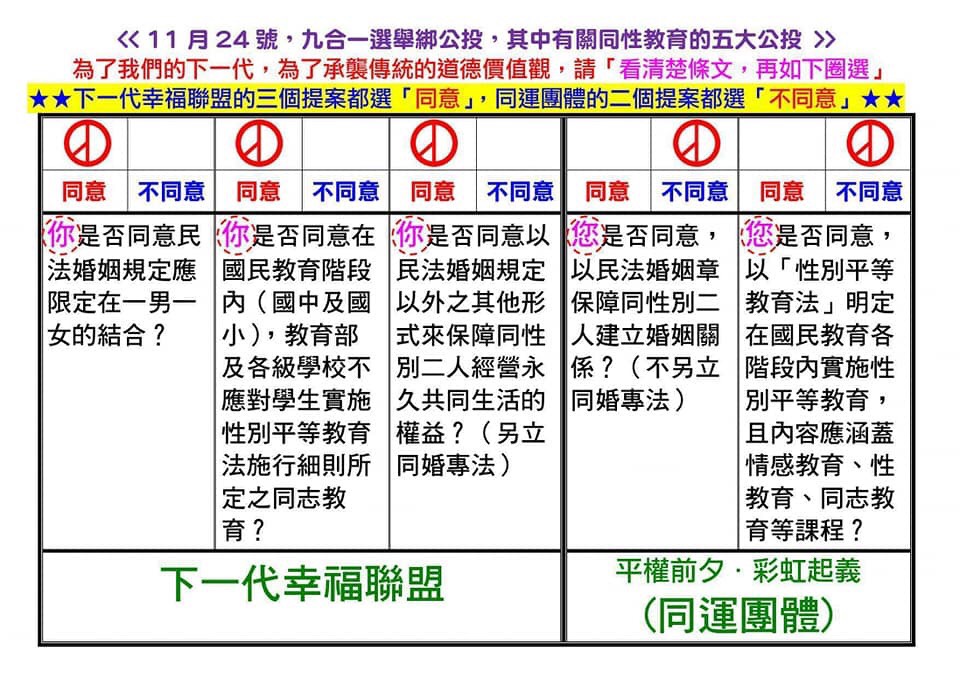 << 11 月 24 號，九合一選舉綁公投，其中有關同性教育的五大公投 >>
為了我們的下一代，為了承襲傳統的道德價值觀，請「看清楚條文，再如下圈選」
★★下一代幸福聯盟的三個提案都選「同意」，同運團體的二個提案都選「不同意」★★
同意 不同意 同意 不同意 同意 不同意 同意 不同意 同意 不同意
你是否同意民
法婚姻規定應
限定在一男一
女的結合？
你是否同意在
國民教育階段
內（國中及國
小），教育部
及各級學校不
應對學生實施
性別平等教育
法施行細則所
定之同志教
育？
你是否同意以
民法婚姻規定
以外之其他形
式來保障同性
別二人經營永
久共同生活的
權益？（另立
同婚專法）
您是否同意，
以民法婚姻章
保障同性別二
人建立婚姻關
係？（不另立
同婚專法）
您是否同意，
以「性別平等
教育法」明定
在國民教育各
階段內實施性
別平等教育，
且內容應涵蓋
情感教育、性
教育、同志教
育等課程？
下一代幸福聯盟
平權前夕．彩虹起義
(同運團體)